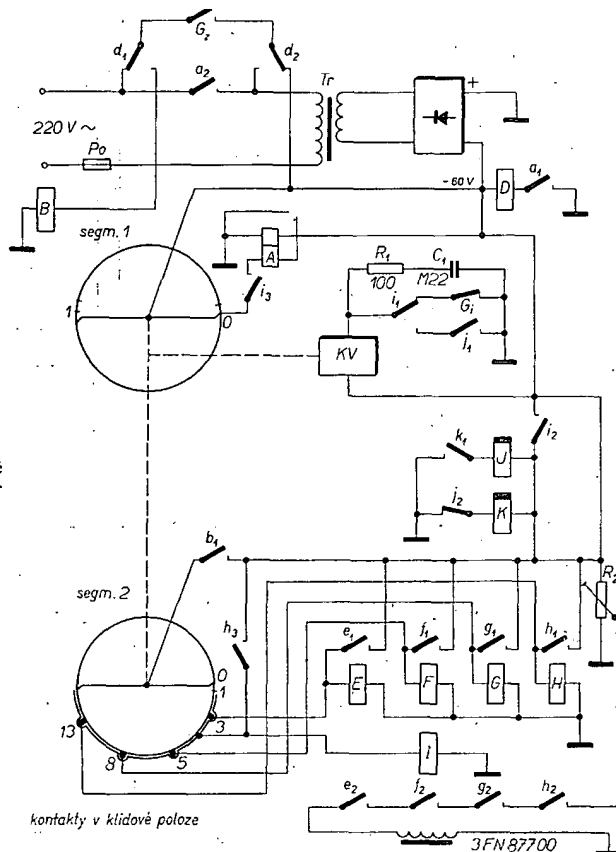 G₂
d₁
d₂
a₂
Tr
+
220 V ~
Po
-60 V
D
a₁
B
segm. 1
A
i₃
R₁
100
C₁
M22
i₁
G_i
j₁
1
0
KV
i₂
k₁
J
j₂
K
b₁
R₂
segm. 2
h₃
e₁
f₁
g₁
h₁
0
1
E
F
G
H
3
13
8
5
I
e₂
f₂
g₂
h₂
kontakty v klidové poloze
3FN 87700